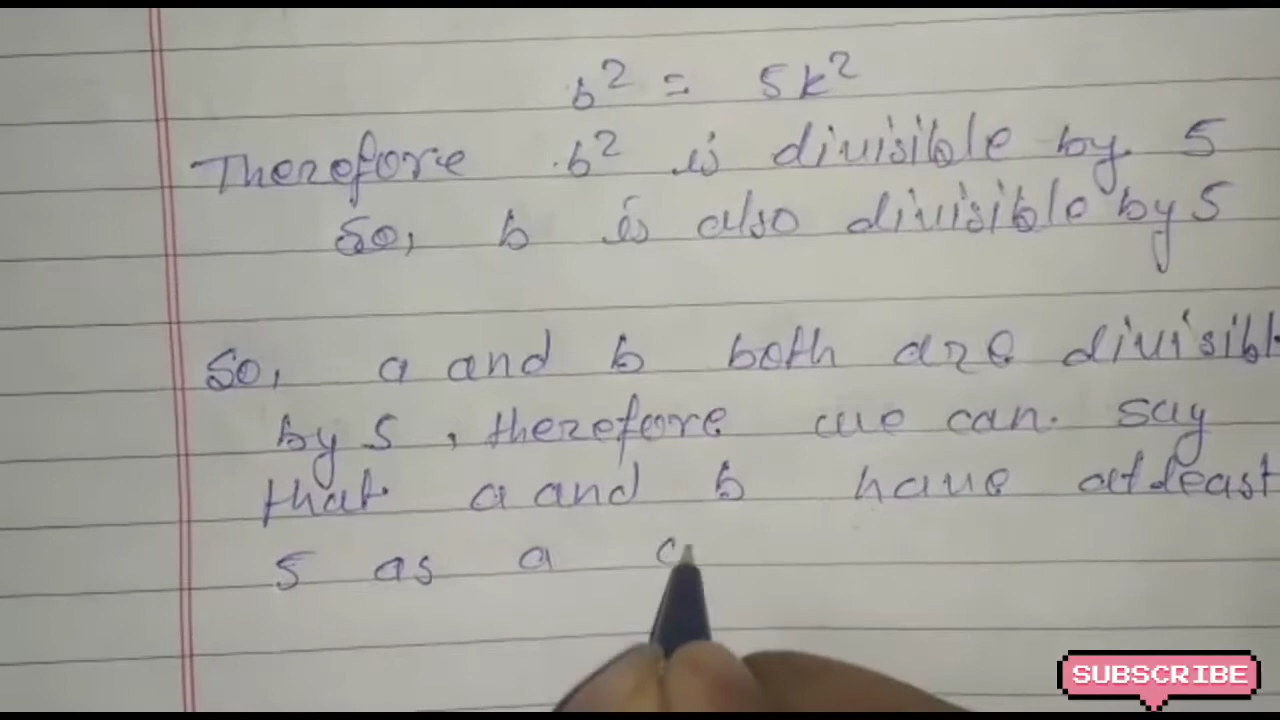 b² = 5k²
Therefore b² is divisible by 5
So, b is also divisible by 5
So, a and b both are divisibl
by 5, therefore we can say
that a and b have atleast
5 as a c
SUBSCRIBE